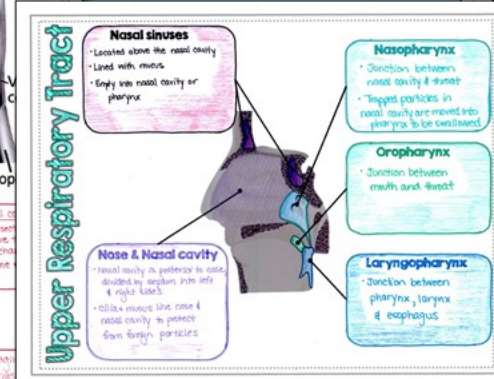 Upper Respiratory Tract
Nasal sinuses
• Located above the nasal cavity
• Lined with mucus
• Empty into nasal cavity or
pharynx
Nasopharynx
• Junction between
nasal cavity & throat
• Trapped particles in
nasal cavity are moved into
pharynx to be swallowed
Oropharynx
• Junction between
mouth and throat
Nose & Nasal cavity
• Nasal cavity is posterior to nose,
divided by septum into left
& right sides
• Cilia + mucus line nose &
nasal cavity to protect
from foreign particles
Laryngopharynx
• Junction between
pharynx, larynx
& esophagus